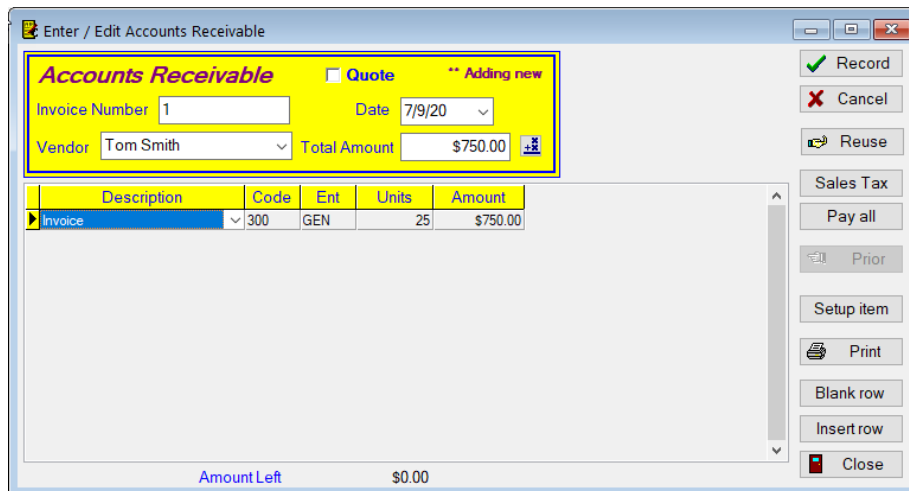 Enter / Edit Accounts Receivable
Accounts Receivable Quote ** Adding new
Invoice Number 1 Date 7/9/20
Vendor Tom Smith Total Amount $750.00
Description Code Ent Units Amount
Invoice 300 GEN 25 $750.00
Amount Left $0.00
Record
Cancel
Reuse
Sales Tax
Pay all
Prior
Setup item
Print
Blank row
Insert row
Close